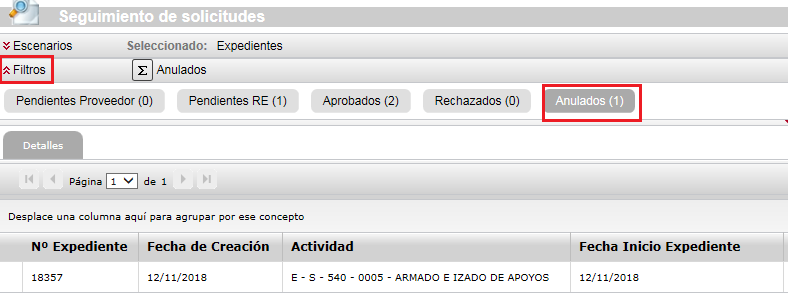 Seguimiento de solicitudes
Escenarios Seleccionado: Expedientes
Filtros Σ Anulados
Pendientes Proveedor (0) Pendientes RE (1) Aprobados (2) Rechazados (0) Anulados (1)
Detalles
Página 1 de 1
Desplace una columna aquí para agrupar por ese concepto
Nº Expediente Fecha de Creación Actividad Fecha Inicio Expediente
18357 12/11/2018 E - S - 540 - 0005 - ARMADO E IZADO DE APOYOS 12/11/2018